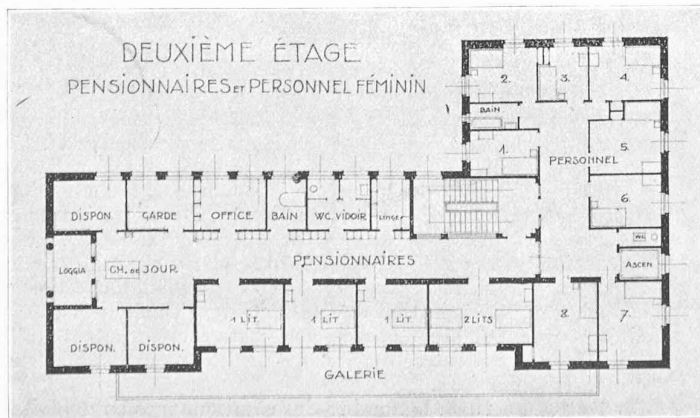 DEUXIÈME ÉTAGE
PENSIONNAIRES ET PERSONNEL FÉMININ
2. 3. 4.
BAIN
1. 5.
PERSONNEL
6.
DISPON. GARDE OFFICE BAIN WC. VIDOIR LINGE
PENSIONNAIRES
LOGGIA CH. DE JOUR
ASCEN
1 LIT. 1 LIT 1 LIT 2 LITS 8. 7.
DISPON. DISPON.
GALERIE